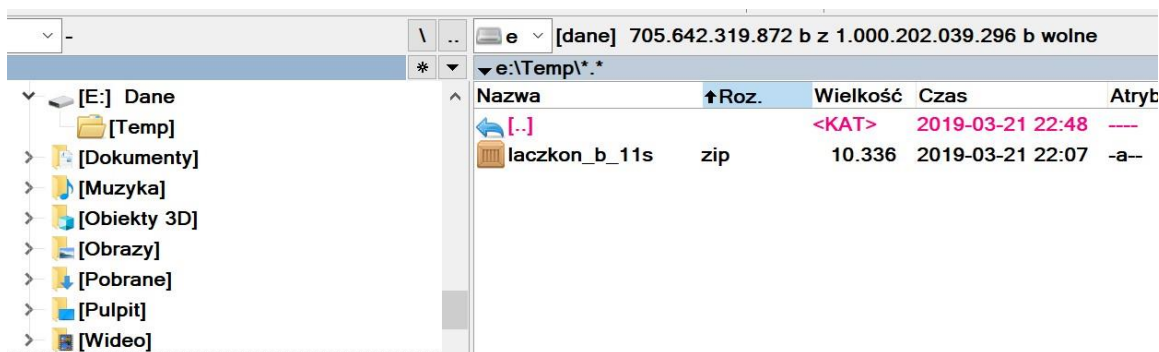 -
\ ..
e [dane] 705.642.319.872 b z 1.000.202.039.296 b wolne
* e:\Temp\*.*
[E:] Dane
[Temp]
[Dokumenty]
[Muzyka]
[Obiekty 3D]
[Obrazy]
[Pobrane]
[Pulpit]
[Wideo]
Nazwa Roz. Wielkość Czas Atryb
[..] <KAT> 2019-03-21 22:48 ----
laczkon_b_11s zip 10.336 2019-03-21 22:07 -a--